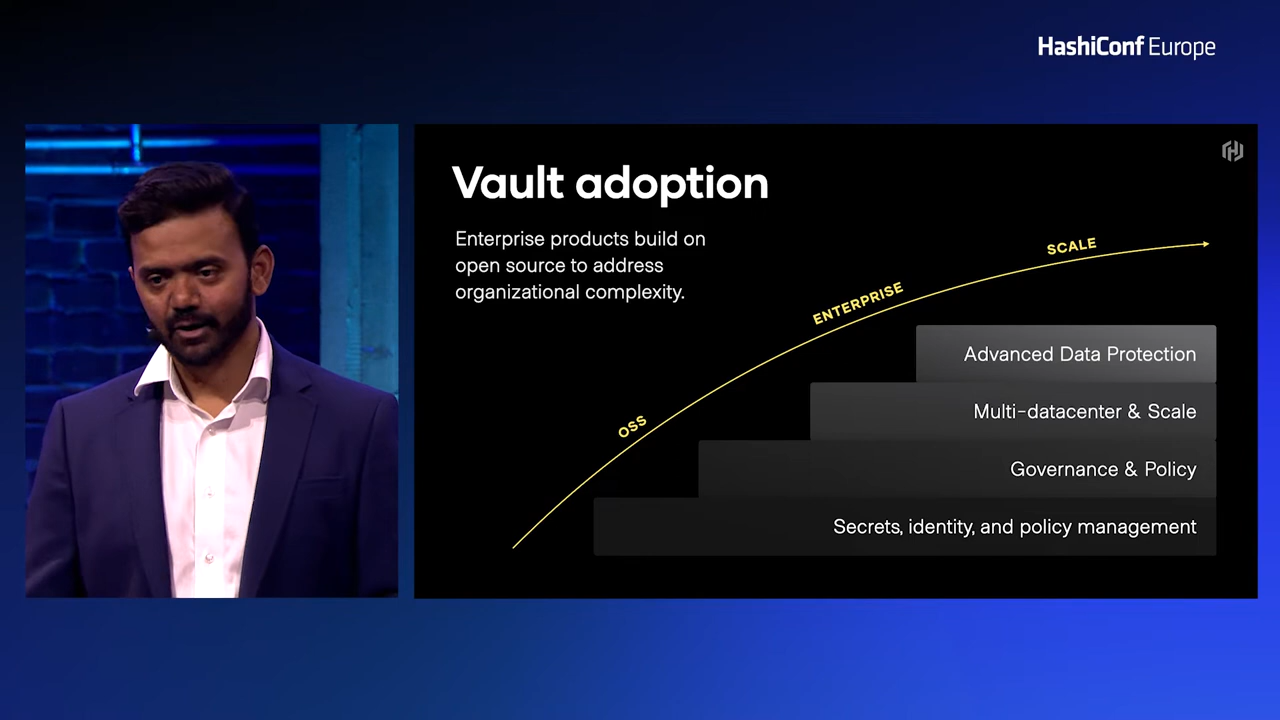 HashiConf Europe
Vault adoption
Enterprise products build on
open source to address
organizational complexity.
OSS
ENTERPRISE
SCALE
Advanced Data Protection
Multi-datacenter & Scale
Governance & Policy
Secrets, identity, and policy management